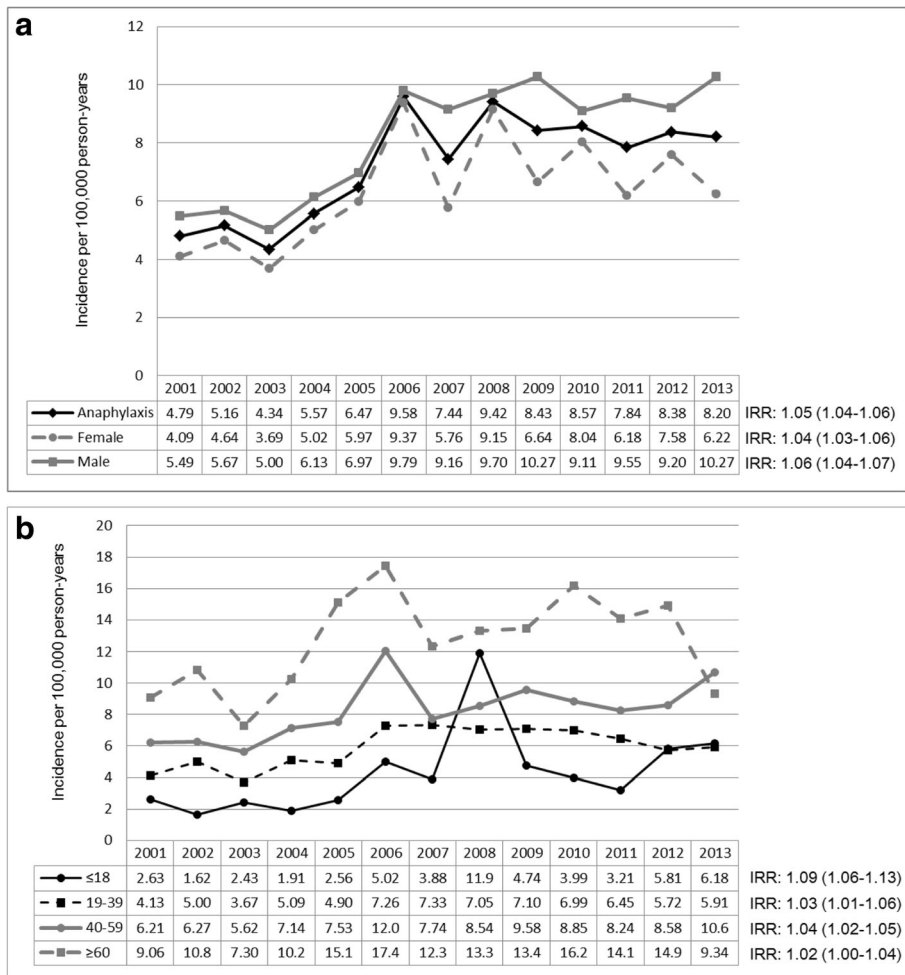 a
Incidence per 100,000 person-years
12
10
8
6
4
2
0
2001 2002 2003 2004 2005 2006 2007 2008 2009 2010 2011 2012 2013
Anaphylaxis 4.79 5.16 4.34 5.57 6.47 9.58 7.44 9.42 8.43 8.57 7.84 8.38 8.20 IRR: 1.05 (1.04-1.06)
Female 4.09 4.64 3.69 5.02 5.97 9.37 5.76 9.15 6.64 8.04 6.18 7.58 6.22 IRR: 1.04 (1.03-1.06)
Male 5.49 5.67 5.00 6.13 6.97 9.79 9.16 9.70 10.27 9.11 9.55 9.20 10.27 IRR: 1.06 (1.04-1.07)
b
Incidence per 100,000 person-years
20
18
16
14
12
10
8
6
4
2
0
2001 2002 2003 2004 2005 2006 2007 2008 2009 2010 2011 2012 2013
≤18 2.63 1.62 2.43 1.91 2.56 5.02 3.88 11.9 4.74 3.99 3.21 5.81 6.18 IRR: 1.09 (1.06-1.13)
19-39 4.13 5.00 3.67 5.09 4.90 7.26 7.33 7.05 7.10 6.99 6.45 5.72 5.91 IRR: 1.03 (1.01-1.06)
40-59 6.21 6.27 5.62 7.14 7.53 12.0 7.74 8.54 9.58 8.85 8.24 8.58 10.6 IRR: 1.04 (1.02-1.05)
≥60 9.06 10.8 7.30 10.2 15.1 17.4 12.3 13.3 13.4 16.2 14.1 14.9 9.34 IRR: 1.02 (1.00-1.04)